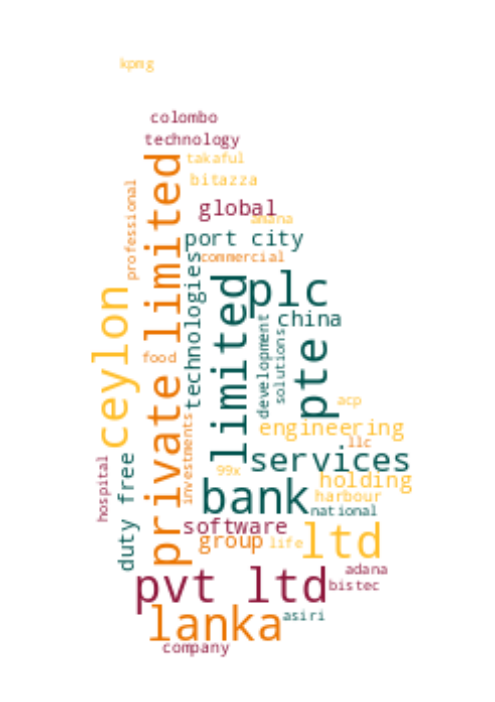 kpmg
colombo
technology
takaful
private limited
bitazza
professional
global
amana
port city
commercial
technologies
limited
plc
ceylon
china
development
solutions
pte
food
acp
investments
engineering
llc
services
99x
holding
hospital
duty free
bank
harbour
national
software
group
life
ltd
pvt ltd
adana
bistec
lanka
asiri
company